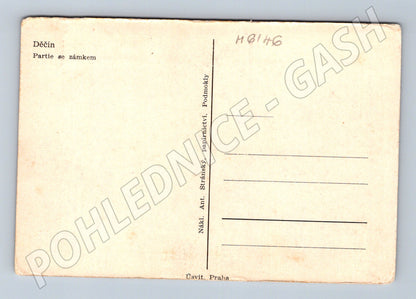 Děčín
Partie se zámkem
Nákl. Ant. Stránský, papírnictví, Podmokly
Úsvit, Praha
M6146
POHLEDNICE - GASH